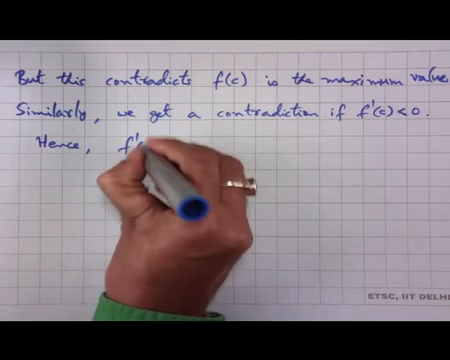 But this contradicts f(c) is the maximum value
Similarly, we get a contradiction if f'(c) < 0.
Hence, f'
ETSC, IIT DELHI